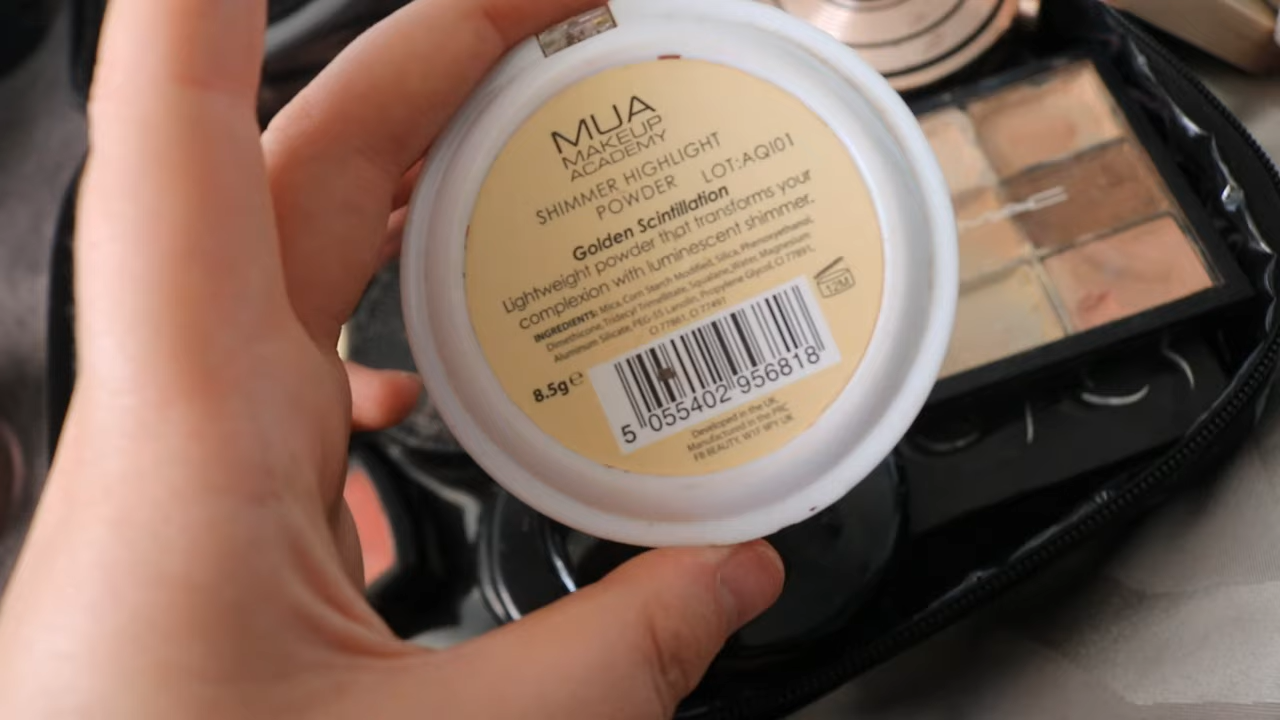 MUA
MAKEUP
ACADEMY
SHIMMER HIGHLIGHT
POWDER LOT:AQI01
Golden Scintillation
Lightweight powder that transforms your
complexion with luminescent shimmer.
INGREDIENTS: Mica, Corn Starch Modified, Silica, Phenoxyethanol,
Dimethicone, Tridecyl Trimellitate, Squalane, Water, Magnesium
Aluminum Silicate, PEG-55 Lanolin, Propylene Glycol, CI 77891,
CI 77861, CI 77491
12M
8.5g e
5 055402 956818
Developed in the UK
Manufactured in the PRC
FB BEAUTY, W1F 9PY UK
MAC